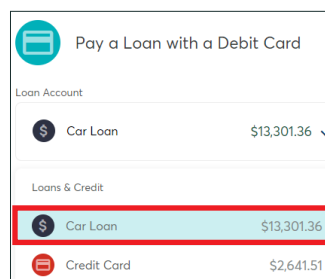 Pay a Loan with a Debit Card
Loan Account
$ Car Loan $13,301.36
Loans & Credit
$ Car Loan $13,301.36
Credit Card $2,641.51